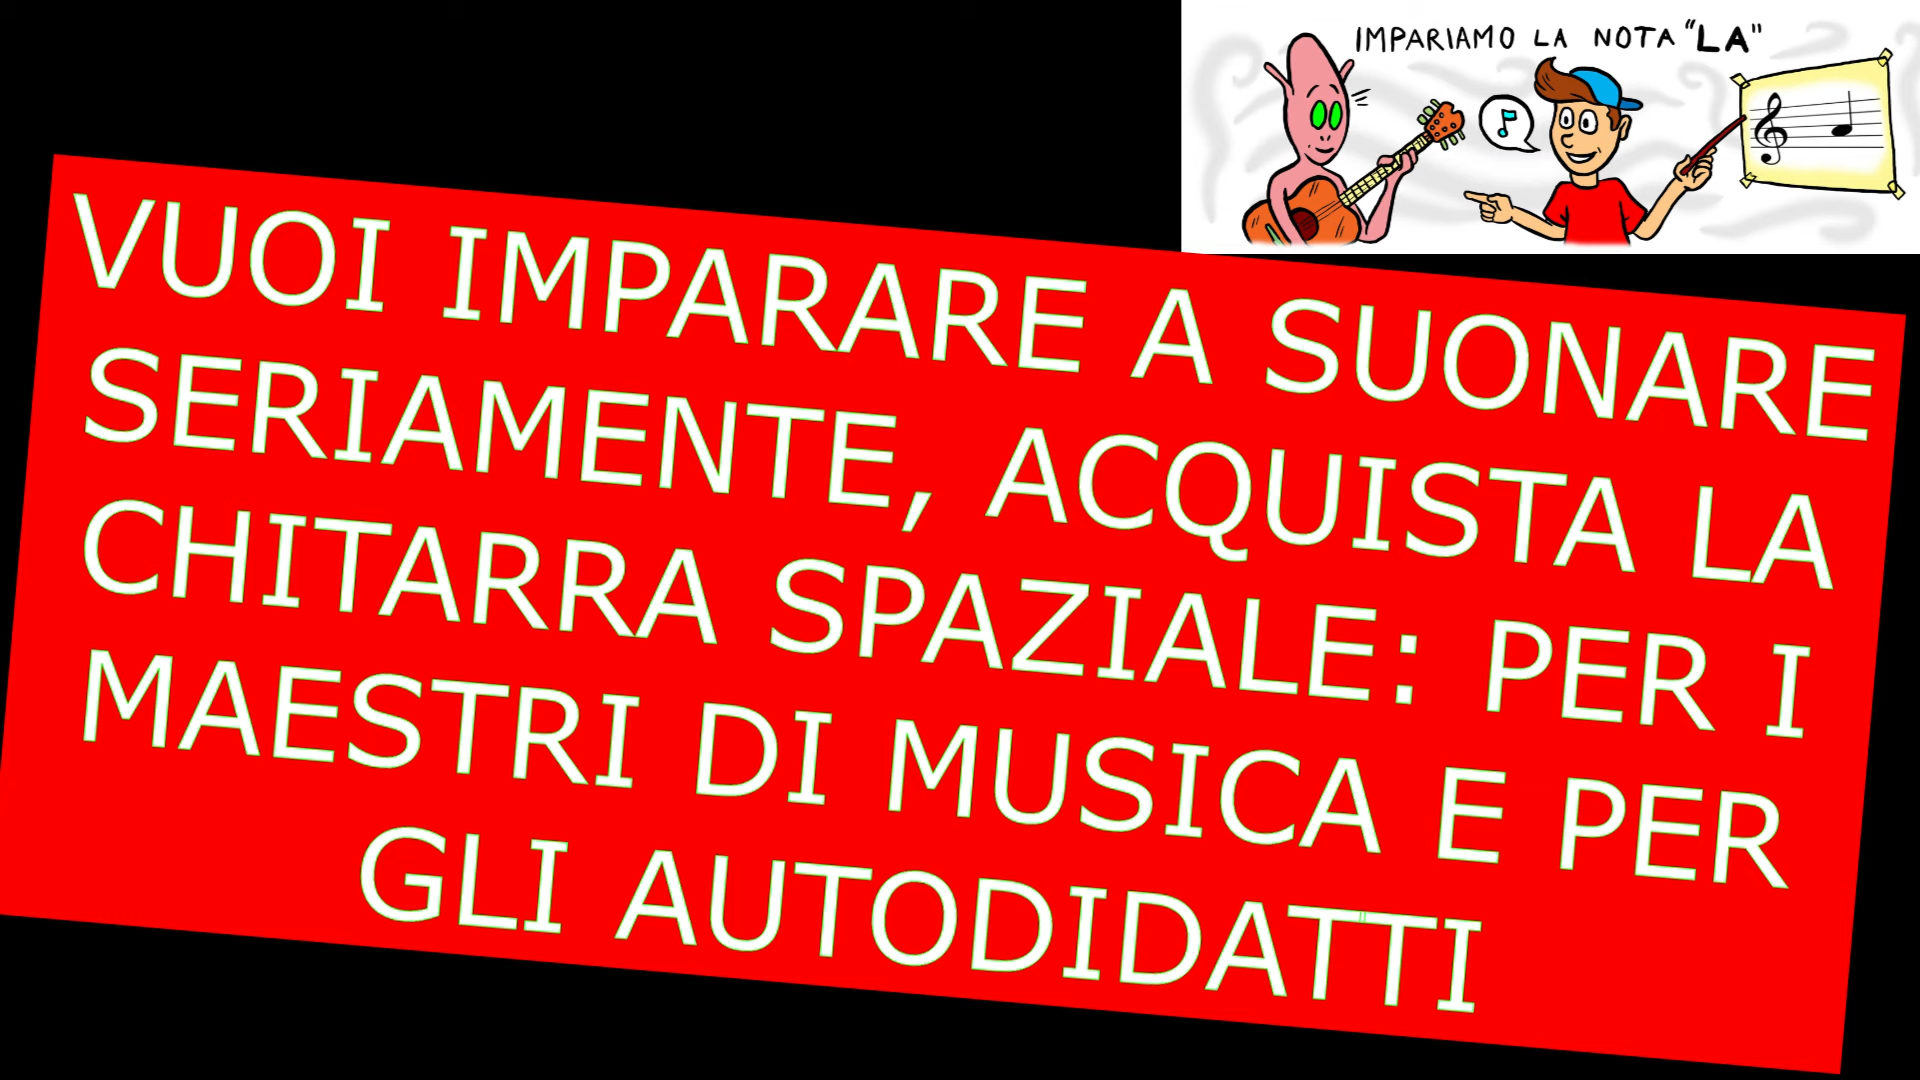 IMPARIAMO LA NOTA "LA"
VUOI IMPARARE A SUONARE
SERIAMENTE, ACQUISTA LA
CHITARRA SPAZIALE: PER I
MAESTRI DI MUSICA E PER
GLI AUTODIDATTI